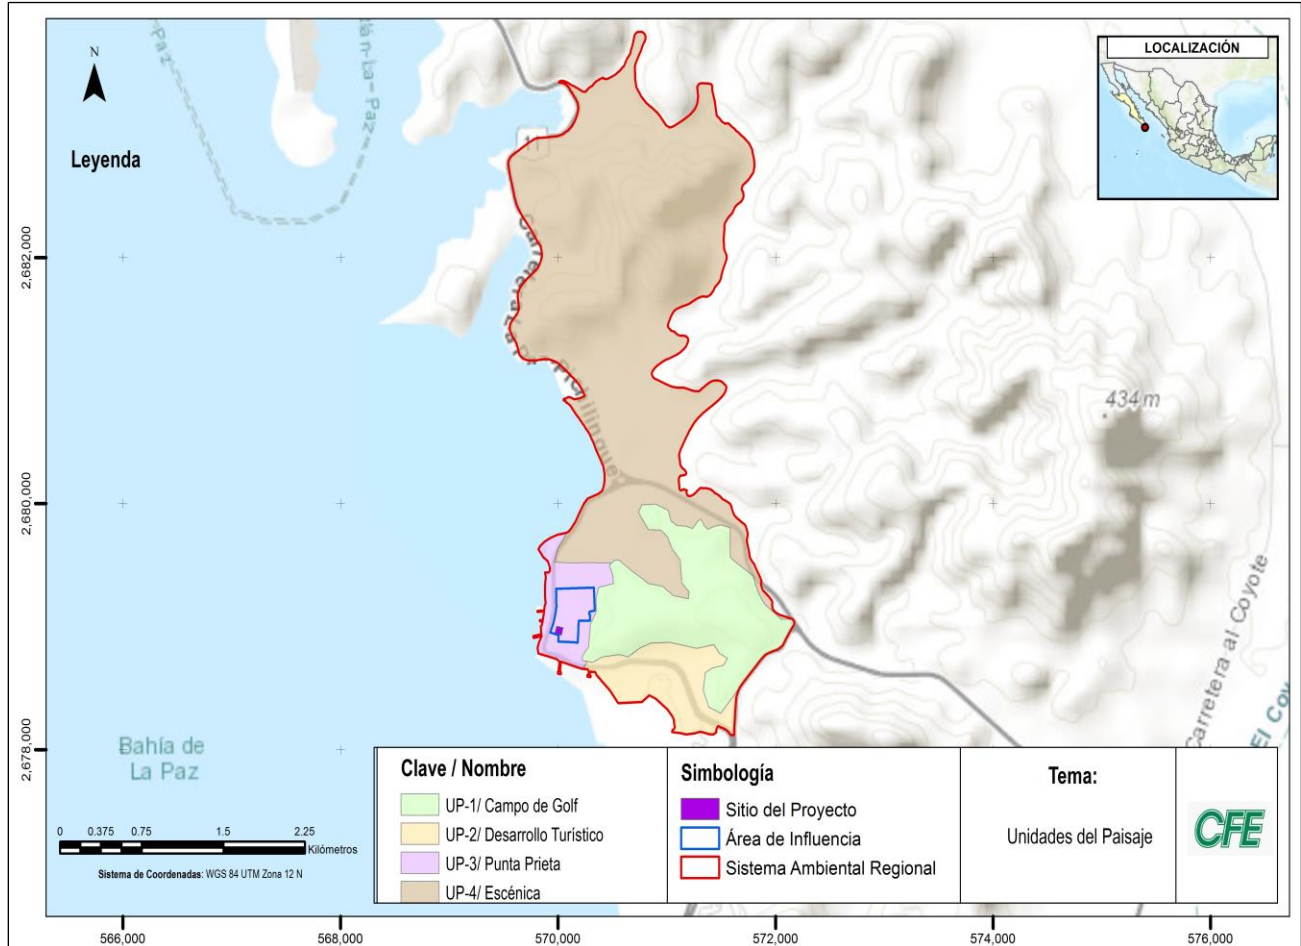 N
Leyenda
LOCALIZACIÓN
11
Pichilingue
434 m
Carretera al Coyote
Bahía de
La Paz
0 0.375 0.75 1.5 2.25
Kilómetros
Sistema de Coordenadas: WGS 84 UTM Zona 12 N
Clave / Nombre
UP-1/ Campo de Golf
UP-2/ Desarrollo Turístico
UP-3/ Punta Prieta
UP-4/ Escénica
Simbología
Sitio del Proyecto
Área de Influencia
Sistema Ambiental Regional
Tema:
Unidades del Paisaje
CFE
2,682,000
2,680,000
2,678,000
566,000 568,000 570,000 572,000 574,000 576,000